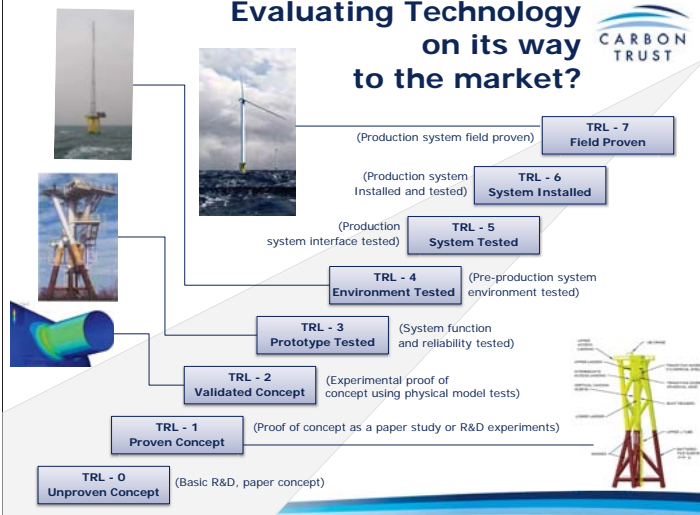 Evaluating Technology
on its way
to the market?
CARBON
TRUST
TRL - 7
Field Proven
(Production system field proven)
TRL - 6
System Installed
(Production system
Installed and tested)
TRL - 5
System Tested
(Production
system interface tested)
TRL - 4
Environment Tested
(Pre-production system
environment tested)
TRL - 3
Prototype Tested
(System function
and reliability tested)
TRL - 2
Validated Concept
(Experimental proof of
concept using physical model tests)
TRL - 1
Proven Concept
(Proof of concept as a paper study or R&D experiments)
TRL - 0
Unproven Concept
(Basic R&D, paper concept)